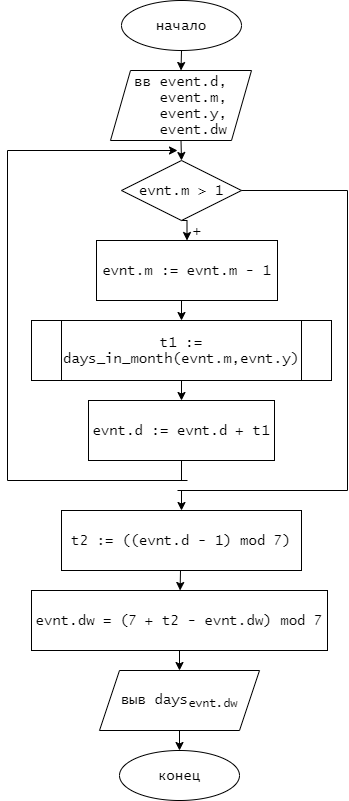 начало
вв event.d,
event.m,
event.y,
event.dw
evnt.m > 1
+
evnt.m := evnt.m - 1
t1 :=
days_in_month(evnt.m,evnt.y)
evnt.d := evnt.d + t1
t2 := ((evnt.d - 1) mod 7)
evnt.dw = (7 + t2 - evnt.dw) mod 7
выв days evnt.dw
конец